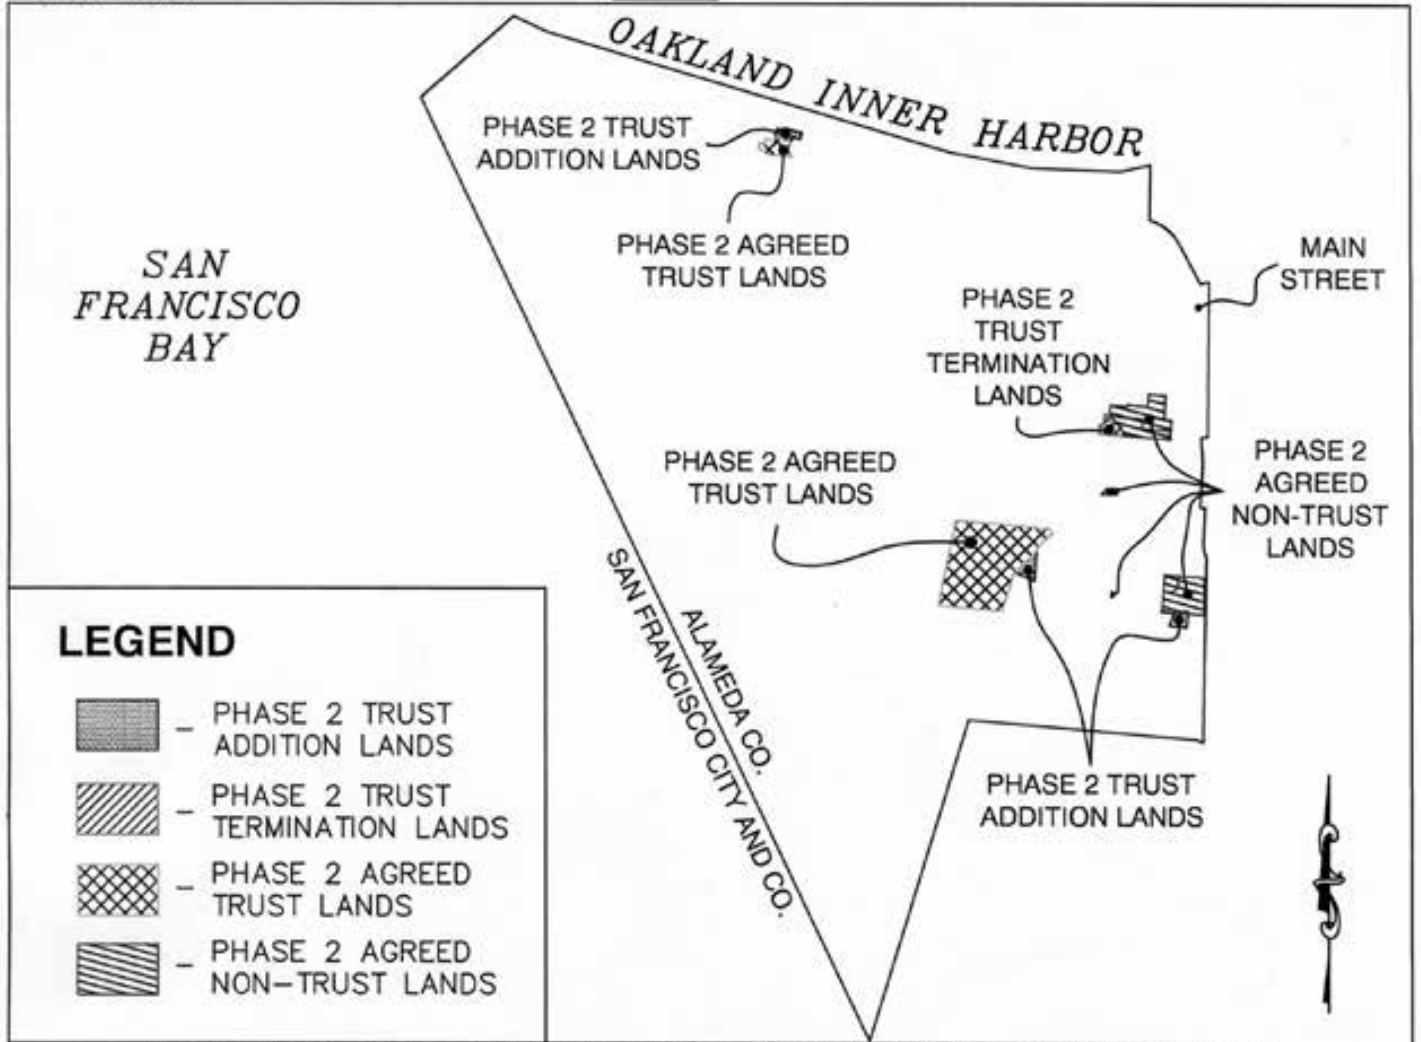 OAKLAND INNER HARBOR
PHASE 2 TRUST
ADDITION LANDS
PHASE 2 AGREED
TRUST LANDS
SAN
FRANCISCO
BAY
MAIN
STREET
PHASE 2
TRUST
TERMINATION
LANDS
PHASE 2 AGREED
TRUST LANDS
PHASE 2
AGREED
NON-TRUST
LANDS
ALAMEDA CO.
SAN FRANCISCO CITY AND CO.
PHASE 2 TRUST
ADDITION LANDS
LEGEND
- PHASE 2 TRUST
ADDITION LANDS
- PHASE 2 TRUST
TERMINATION LANDS
- PHASE 2 AGREED
TRUST LANDS
- PHASE 2 AGREED
NON-TRUST LANDS